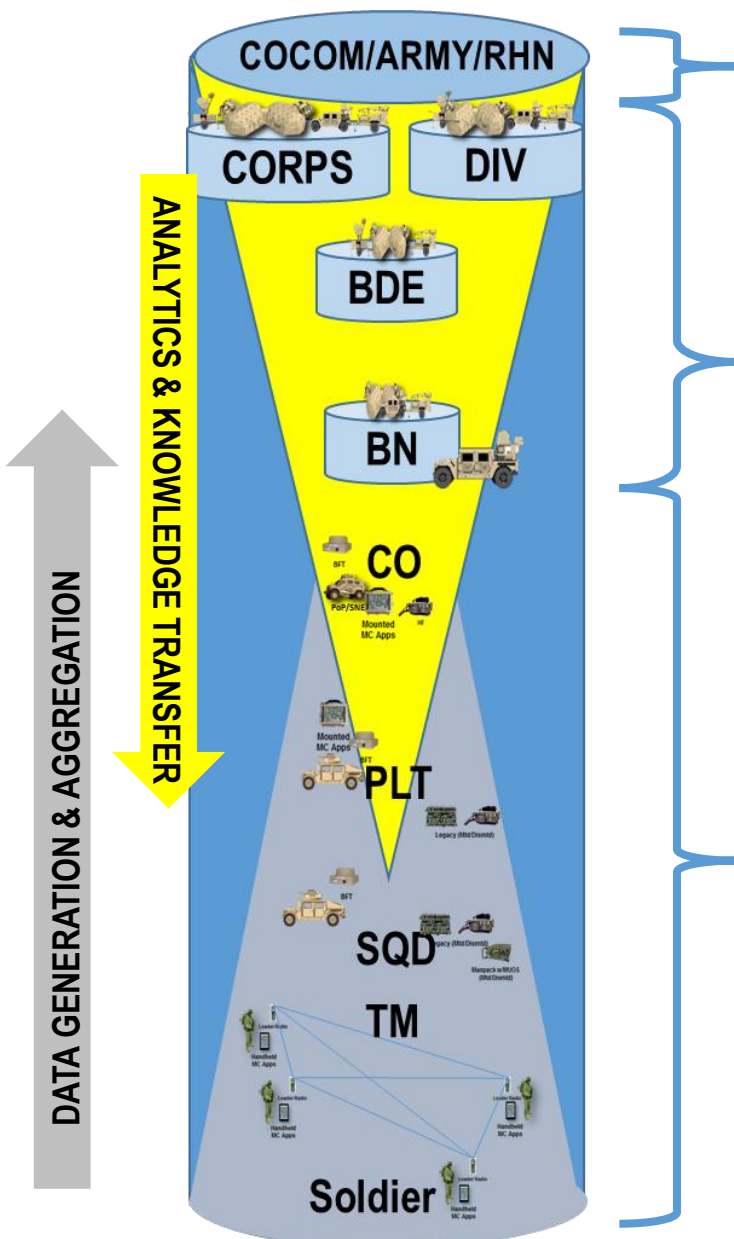 COCOM/ARMY/RHN
CORPS
DIV
ANALYTICS & KNOWLEDGE TRANSFER
BDE
BN
DATA GENERATION & AGGREGATION
CO
BFT
PoP/SNE
Mounted
MC Apps
HF
Mounted
MC Apps
BFT
PLT
Legacy (Mtd/Dismtd)
BFT
SQD
Legacy (Mtd/Dismtd)
Manpack w/MUOS
(Mtd/Dismtd)
TM
Leader Radio
Handheld
MC Apps
Leader Radio
Handheld
MC Apps
Leader Radio
Handheld
MC Apps
Leader Radio
Handheld
MC Apps
Soldier